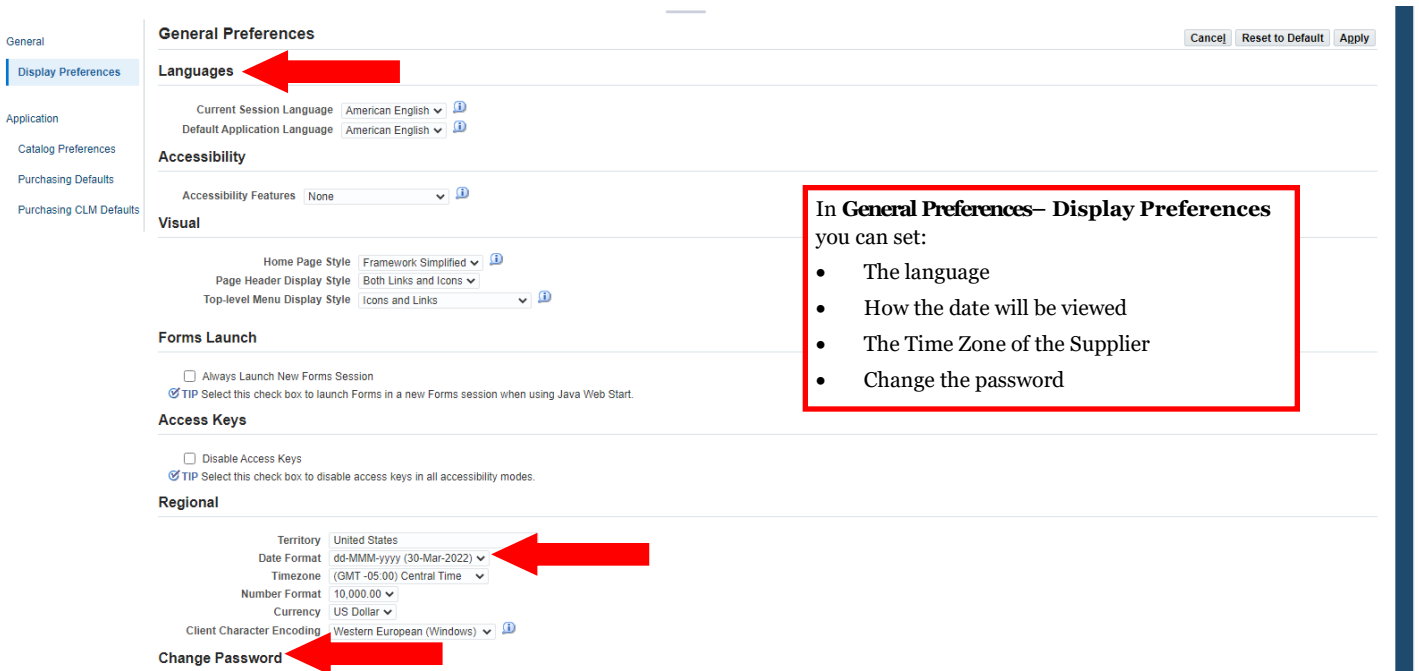 General
Display Preferences
Application
Catalog Preferences
Purchasing Defaults
Purchasing CLM Defaults
General Preferences
Cancel Reset to Default Apply
Languages
Current Session Language American English
Default Application Language American English
Accessibility
Accessibility Features None
Visual
Home Page Style Framework Simplified
Page Header Display Style Both Links and Icons
Top-level Menu Display Style Icons and Links
Forms Launch
Always Launch New Forms Session
TIP Select this check box to launch Forms in a new Forms session when using Java Web Start.
Access Keys
Disable Access Keys
TIP Select this check box to disable access keys in all accessibility modes.
Regional
Territory United States
Date Format dd-MMM-yyyy (30-Mar-2022)
Timezone (GMT -05:00) Central Time
Number Format 10,000.00
Currency US Dollar
Client Character Encoding Western European (Windows)
Change Password
In General Preferences– Display Preferences
you can set:
• The language
• How the date will be viewed
• The Time Zone of the Supplier
• Change the password